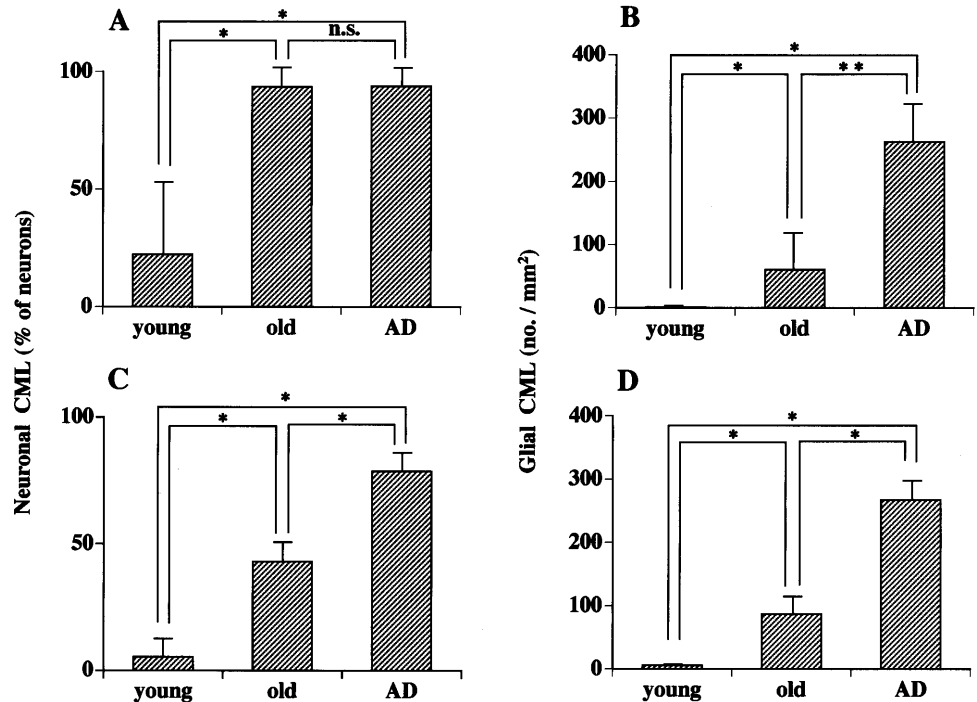 A
B
*
* n.s.
*
* **
100
50
0
young old AD
400
300
200
100
0
young old AD
Neuronal CML (% of neurons)
Glial CML (no. / mm²)
C
D
*
* *
*
* *
100
50
0
young old AD
400
300
200
100
0
young old AD